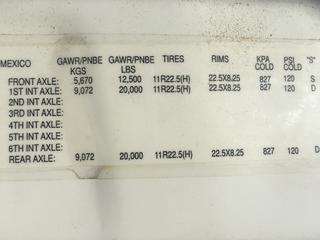 MEXICO GAWR/PNBE KGS GAWR/PNBE LBS TIRES RIMS KPA COLD PSI COLD "S"
FRONT AXLE: 5,670 12,500 11R22.5(H) 22.5X8.25 827 120 S
1ST INT AXLE: 9,072 20,000 11R22.5(H) 22.5X8.25 827 120 D
2ND INT AXLE:
3RD INT AXLE:
4TH INT AXLE:
5TH INT AXLE:
6TH INT AXLE:
REAR AXLE: 9,072 20,000 11R22.5(H) 22.5X8.25 827 120 D